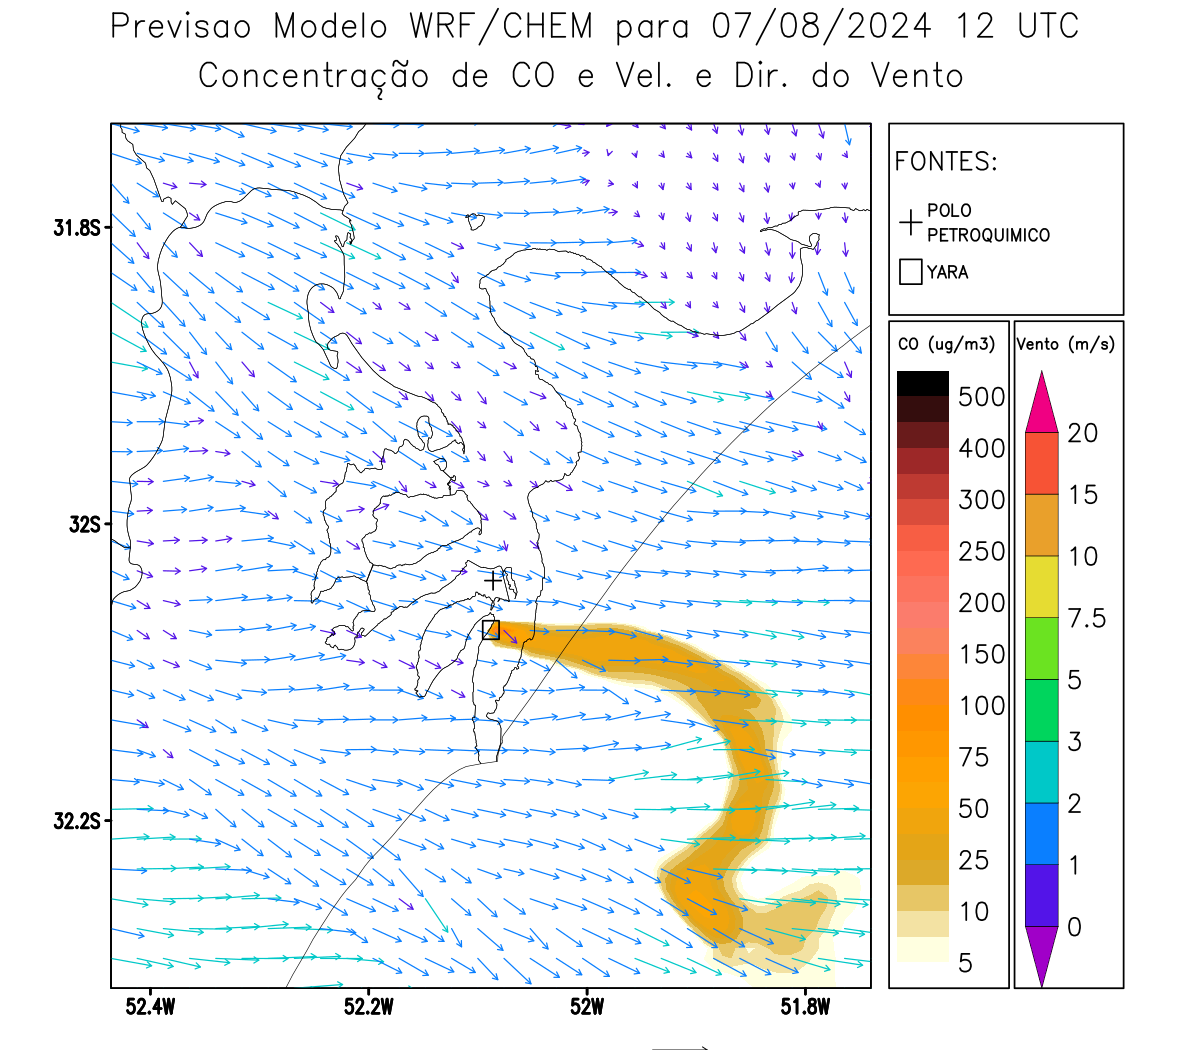 Previsao Modelo WRF/CHEM para 07/08/2024 12 UTC
Concentração de CO e Vel. e Dir. do Vento
FONTES:
POLO
PETROQUIMICO
YARA
CO (ug/m3)
500
400
300
250
200
150
100
75
50
25
10
5
Vento (m/s)
20
15
10
7.5
5
3
2
1
0
31.8S
32S
32.2S
52.4W
52.2W
52W
51.8W